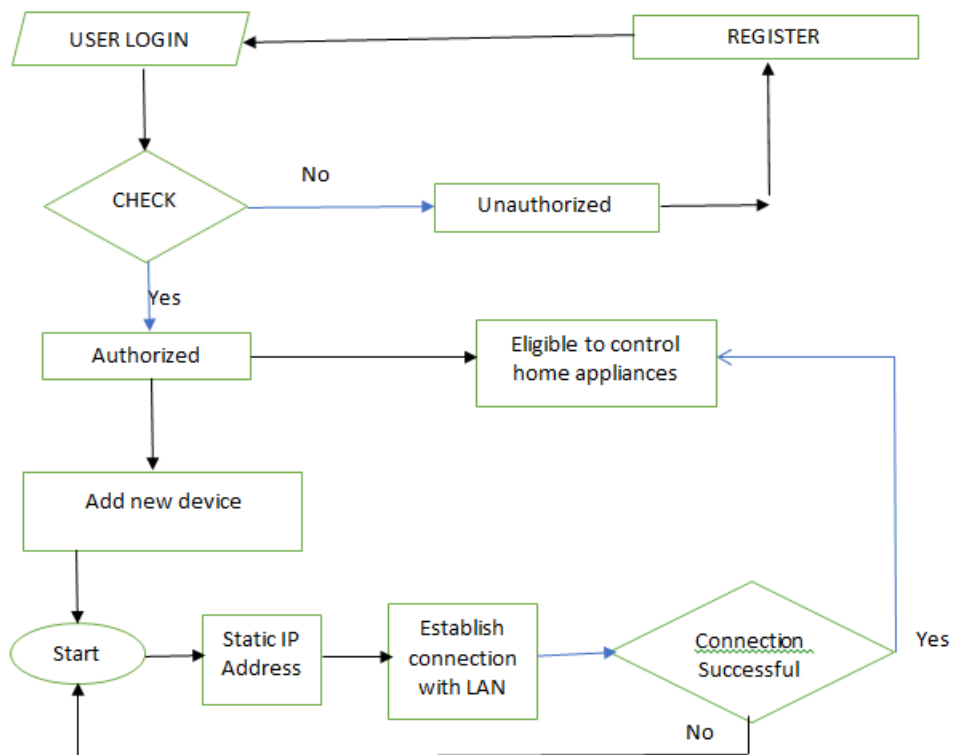 USER LOGIN
REGISTER
No
CHECK
Unauthorized
Yes
Authorized
Eligible to control
home appliances
Add new device
Start
Static IP
Address
Establish
connection
with LAN
Connection
Successful
Yes
No